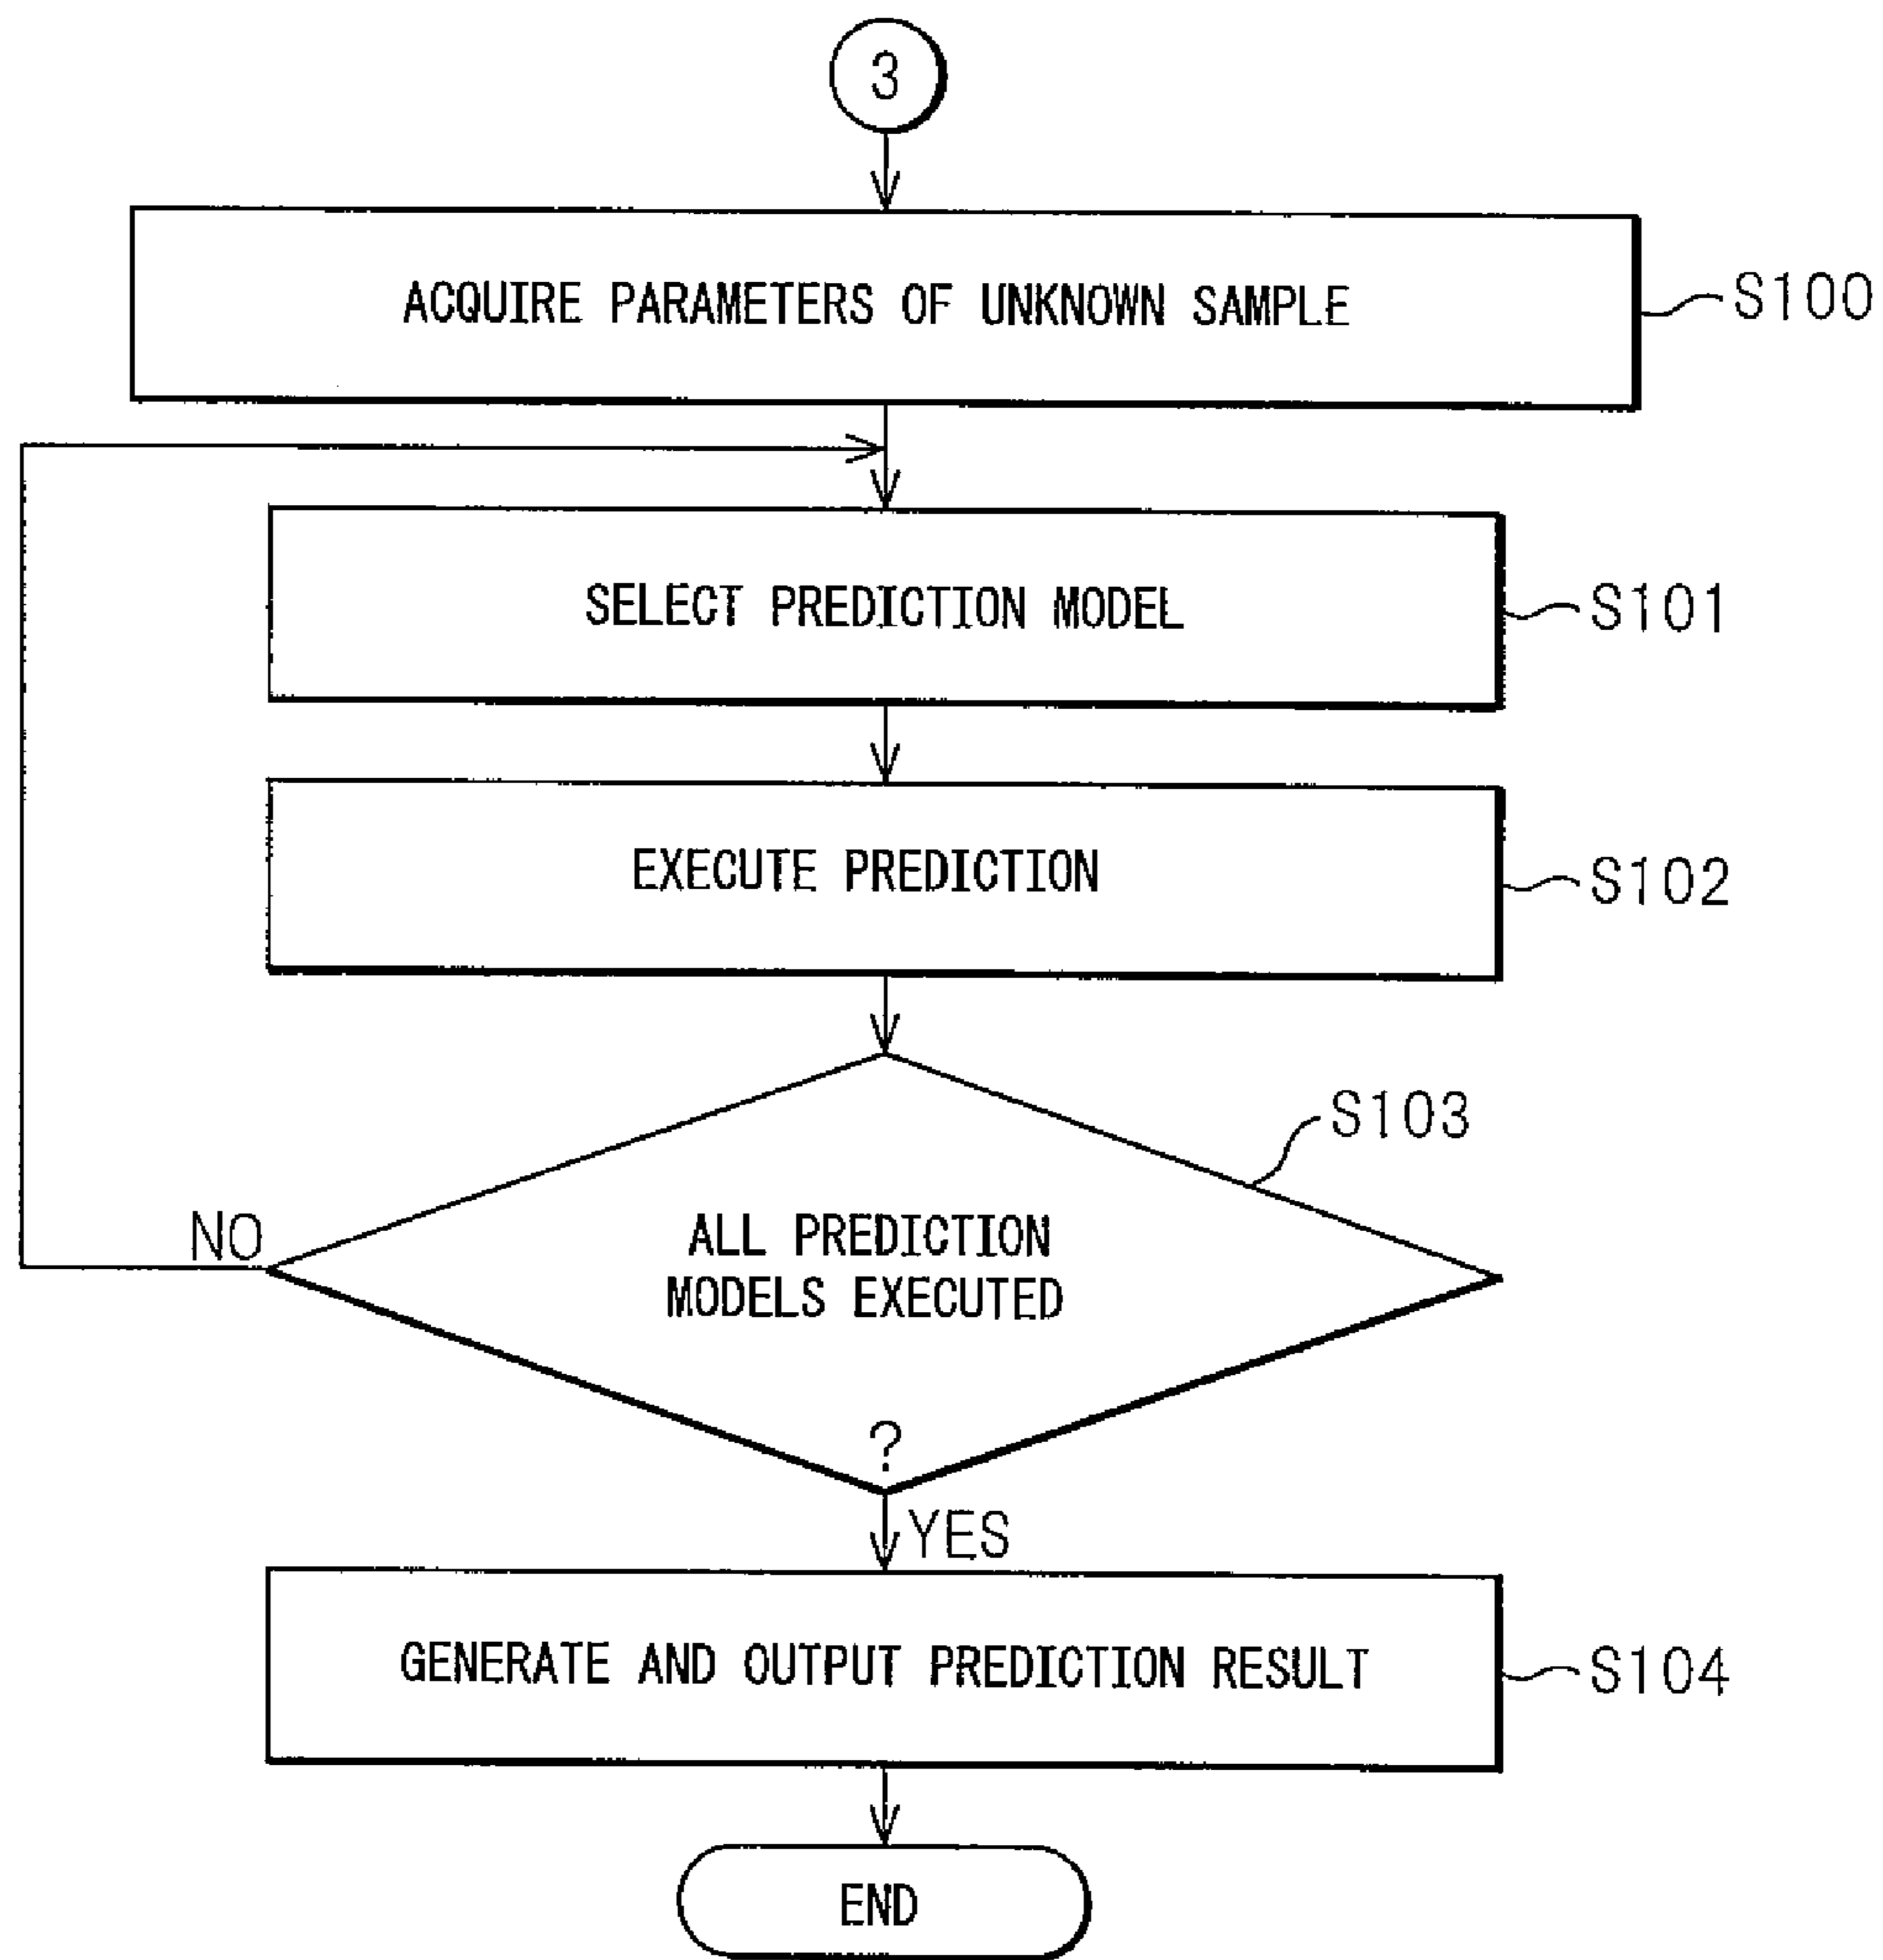 3
ACQUIRE PARAMETERS OF UNKNOWN SAMPLE
S100
SELECT PREDICTION MODEL
S101
EXECUTE PREDICTION
S102
S103
NO
ALL PREDICTION
MODELS EXECUTED
?
YES
GENERATE AND OUTPUT PREDICTION RESULT
S104
END